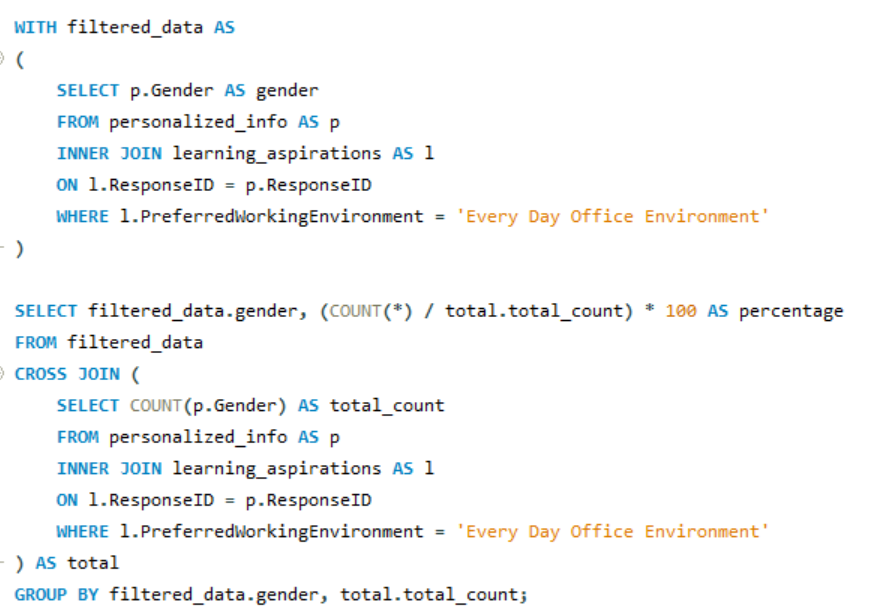 WITH filtered_data AS
(
    SELECT p.Gender AS gender
    FROM personalized_info AS p
    INNER JOIN learning_aspirations AS l
    ON l.ResponseID = p.ResponseID
    WHERE l.PreferredWorkingEnvironment = 'Every Day Office Environment'
)

SELECT filtered_data.gender, (COUNT(*) / total.total_count) * 100 AS percentage
FROM filtered_data
CROSS JOIN (
    SELECT COUNT(p.Gender) AS total_count
    FROM personalized_info AS p
    INNER JOIN learning_aspirations AS l
    ON l.ResponseID = p.ResponseID
    WHERE l.PreferredWorkingEnvironment = 'Every Day Office Environment'
) AS total
GROUP BY filtered_data.gender, total.total_count;